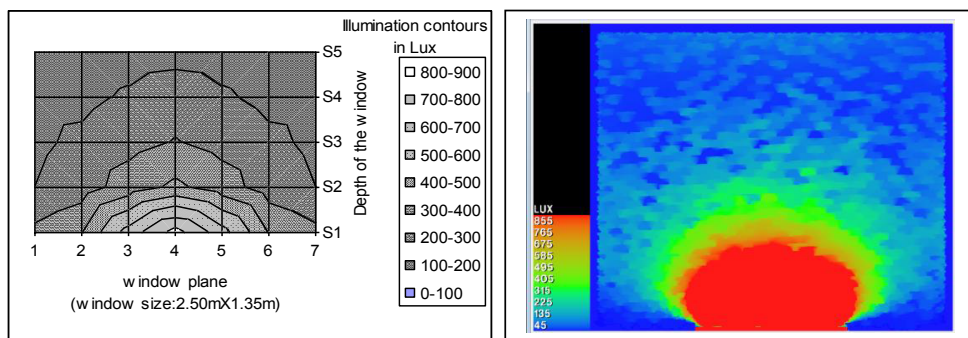 Illumination contours
in Lux
800-900
700-800
600-700
500-600
400-500
300-400
200-300
100-200
0-100
S5
S4
S3
S2
S1
Depth of the window
1 2 3 4 5 6 7
window plane
(window size:2.50mX1.35m)
LUX
855
765
675
585
495
405
315
225
135
45